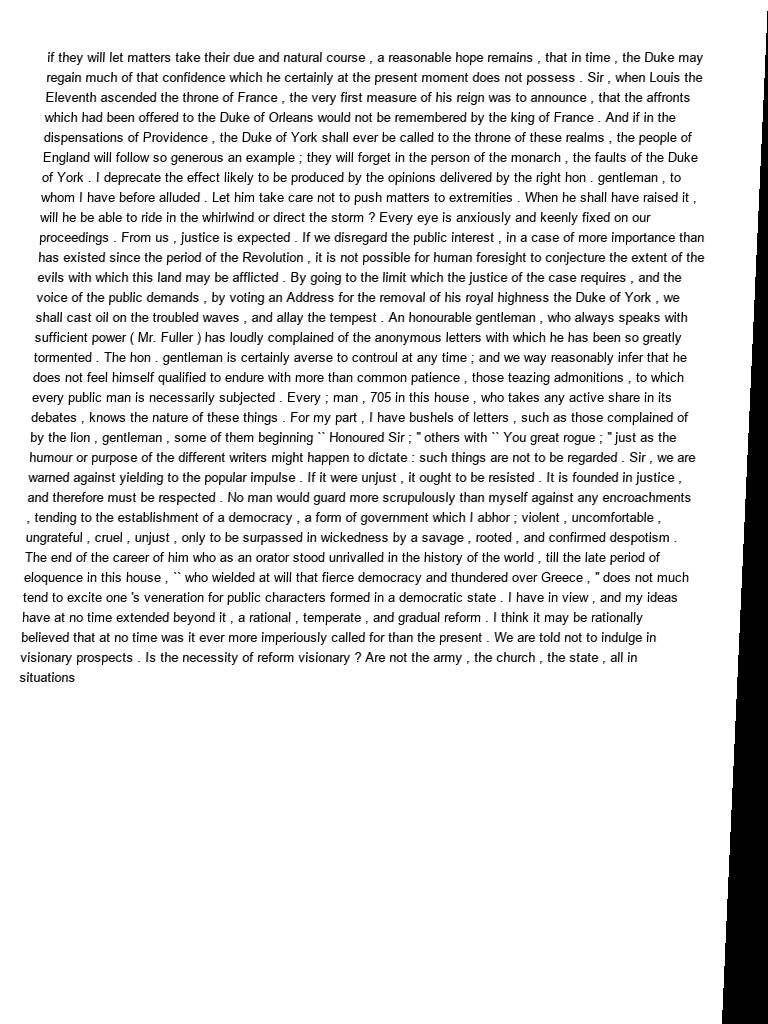 if they will let matters take their due and natural course , a reasonable hope remains , that in time , the Duke may
regain much of that confidence which he certainly at the present moment does not possess . Sir , when Louis the
Eleventh ascended the throne of France , the very first measure of his reign was to announce , that the affronts
which had been offered to the Duke of Orleans would not be remembered by the king of France . And if in the
dispensations of Providence , the Duke of York shall ever be called to the throne of these realms , the people of
England will follow so generous an example ; they will forget in the person of the monarch , the faults of the Duke
of York . I deprecate the effect likely to be produced by the opinions delivered by the right hon . gentleman , to
whom I have before alluded . Let him take care not to push matters to extremities . When he shall have raised it ,
will he be able to ride in the whirlwind or direct the storm ? Every eye is anxiously and keenly fixed on our
proceedings . From us , justice is expected . If we disregard the public interest , in a case of more importance than
has existed since the period of the Revolution , it is not possible for human foresight to conjecture the extent of the
evils with which this land may be afflicted . By going to the limit which the justice of the case requires , and the
voice of the public demands , by voting an Address for the removal of his royal highness the Duke of York , we
shall cast oil on the troubled waves , and allay the tempest . An honourable gentleman , who always speaks with
sufficient power ( Mr. Fuller ) has loudly complained of the anonymous letters with which he has been so greatly
tormented . The hon . gentleman is certainly averse to controul at any time ; and we way reasonably infer that he
does not feel himself qualified to endure with more than common patience , those teazing admonitions , to which
every public man is necessarily subjected . Every ; man , 705 in this house , who takes any active share in its
debates , knows the nature of these things . For my part , I have bushels of letters , such as those complained of
by the lion , gentleman , some of them beginning `` Honoured Sir ; " others with `` You great rogue ; " just as the
humour or purpose of the different writers might happen to dictate : such things are not to be regarded . Sir , we are
warned against yielding to the popular impulse . If it were unjust , it ought to be resisted . It is founded in justice ,
and therefore must be respected . No man would guard more scrupulously than myself against any encroachments
, tending to the establishment of a democracy , a form of government which I abhor ; violent , uncomfortable ,
ungrateful , cruel , unjust , only to be surpassed in wickedness by a savage , rooted , and confirmed despotism .
The end of the career of him who as an orator stood unrivalled in the history of the world , till the late period of
eloquence in this house , `` who wielded at will that fierce democracy and thundered over Greece , " does not much
tend to excite one 's veneration for public characters formed in a democratic state . I have in view , and my ideas
have at no time extended beyond it , a rational , temperate , and gradual reform . I think it may be rationally
believed that at no time was it ever more imperiously called for than the present . We are told not to indulge in
visionary prospects . Is the necessity of reform visionary ? Are not the army , the church , the state , all in
situations